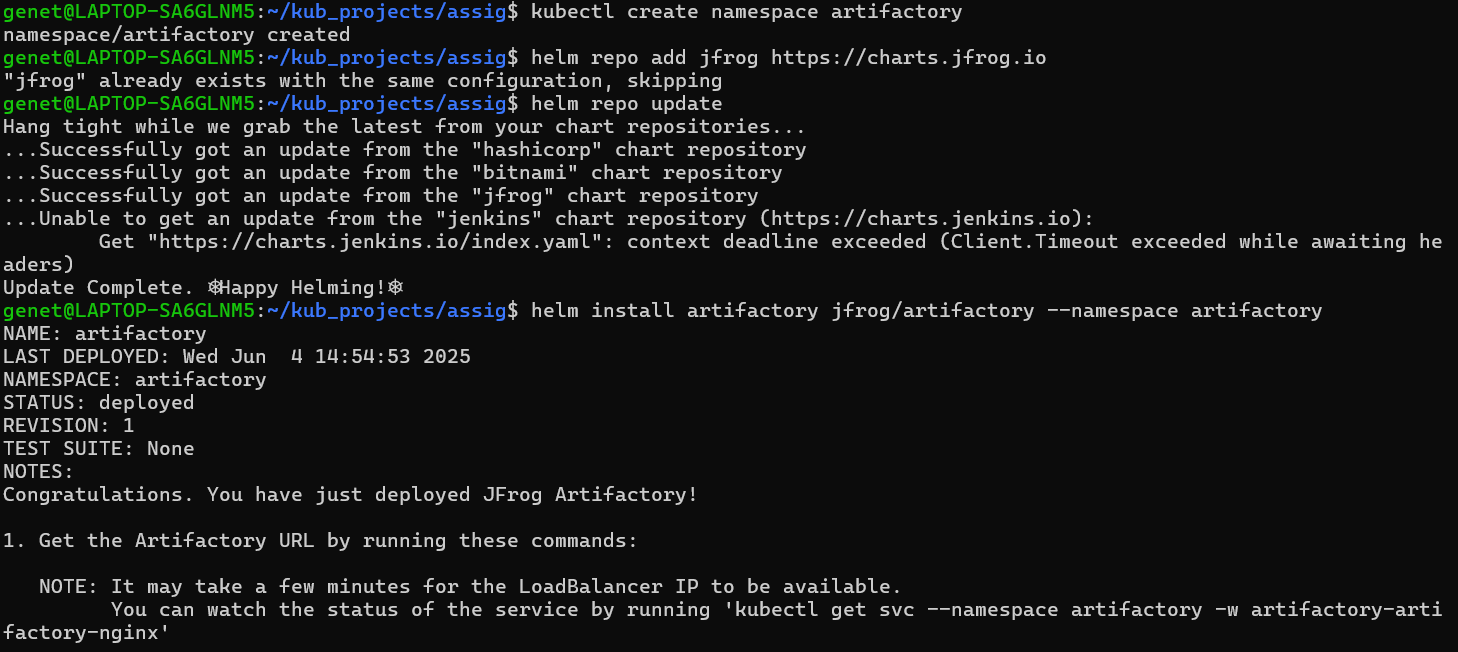 genet@LAPTOP-SA6GLNM5:~/kub_projects/assig$ kubectl create namespace artifactory
namespace/artifactory created
genet@LAPTOP-SA6GLNM5:~/kub_projects/assig$ helm repo add jfrog https://charts.jfrog.io
"jfrog" already exists with the same configuration, skipping
genet@LAPTOP-SA6GLNM5:~/kub_projects/assig$ helm repo update
Hang tight while we grab the latest from your chart repositories...
...Successfully got an update from the "hashicorp" chart repository
...Successfully got an update from the "bitnami" chart repository
...Successfully got an update from the "jfrog" chart repository
...Unable to get an update from the "jenkins" chart repository (https://charts.jenkins.io):
        Get "https://charts.jenkins.io/index.yaml": context deadline exceeded (Client.Timeout exceeded while awaiting he
aders)
Update Complete. ⎈Happy Helming!⎈
genet@LAPTOP-SA6GLNM5:~/kub_projects/assig$ helm install artifactory jfrog/artifactory --namespace artifactory
NAME: artifactory
LAST DEPLOYED: Wed Jun  4 14:54:53 2025
NAMESPACE: artifactory
STATUS: deployed
REVISION: 1
TEST SUITE: None
NOTES:
Congratulations. You have just deployed JFrog Artifactory!

1. Get the Artifactory URL by running these commands:

   NOTE: It may take a few minutes for the LoadBalancer IP to be available.
         You can watch the status of the service by running 'kubectl get svc --namespace artifactory -w artifactory-arti
factory-nginx'